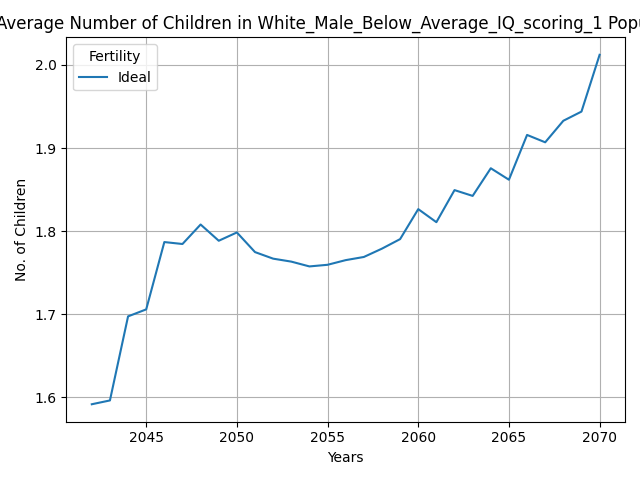 Average Number of Children in White_Male_Below_Average_IQ_scoring_1 Popu
Fertility
Ideal
2.0
1.9
1.8
1.7
1.6
No. of Children
2045 2050 2055 2060 2065 2070
Years